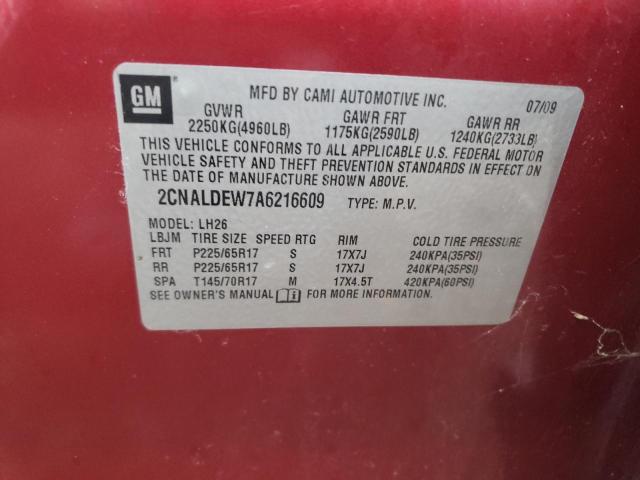 GM
MFD BY CAMI AUTOMOTIVE INC. 07/09
GVWR GAWR FRT GAWR RR
2250KG(4960LB) 1175KG(2590LB) 1240KG(2733LB)
THIS VEHICLE CONFORMS TO ALL APPLICABLE U.S. FEDERAL MOTOR
VEHICLE SAFETY AND THEFT PREVENTION STANDARDS IN EFFECT ON
THE DATE OF MANUFACTURE SHOWN ABOVE.
2CNALDEW7A6216609 TYPE: M.P.V.
MODEL: LH26
LBJM TIRE SIZE SPEED RTG RIM COLD TIRE PRESSURE
FRT P225/65R17 S 17X7J 240KPA(35PSI)
RR P225/65R17 S 17X7J 240KPA(35PSI)
SPA T145/70R17 M 17X4.5T 420KPA(60PSI)
SEE OWNER'S MANUAL FOR MORE INFORMATION.